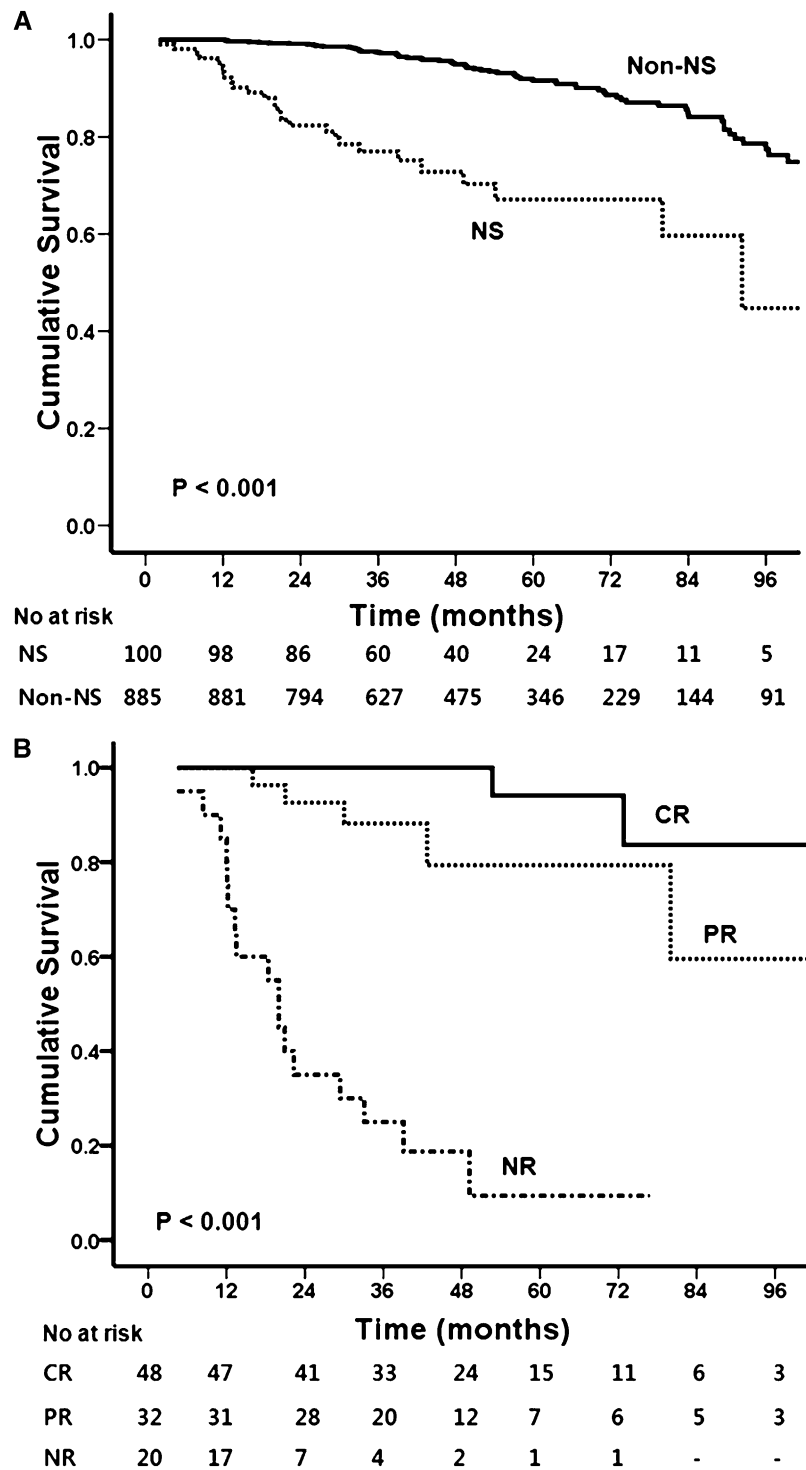 A
1.0
0.8
0.6
0.4
0.2
0.0
Cumulative Survival
Non-NS
NS
P < 0.001
0 12 24 36 48 60 72 84 96
Time (months)
No at risk
NS 100 98 86 60 40 24 17 11 5
Non-NS 885 881 794 627 475 346 229 144 91
B
1.0
0.8
0.6
0.4
0.2
0.0
Cumulative Survival
CR
PR
NR
P < 0.001
0 12 24 36 48 60 72 84 96
Time (months)
No at risk
CR 48 47 41 33 24 15 11 6 3
PR 32 31 28 20 12 7 6 5 3
NR 20 17 7 4 2 1 1 - -